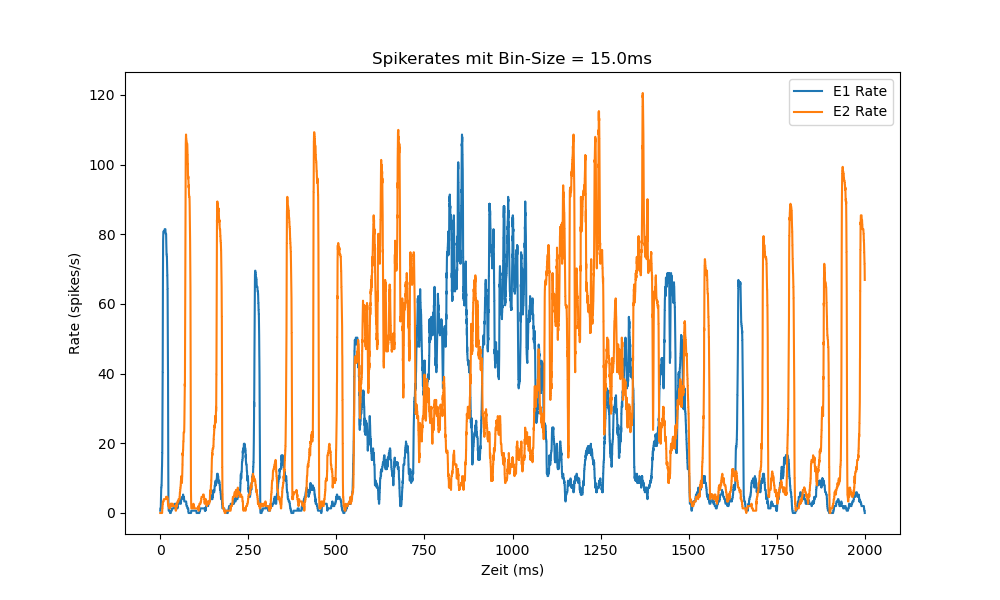 Spikerates mit Bin-Size = 15.0ms
E1 Rate
E2 Rate
Rate (spikes/s)
120
100
80
60
40
20
0
0 250 500 750 1000 1250 1500 1750 2000
Zeit (ms)